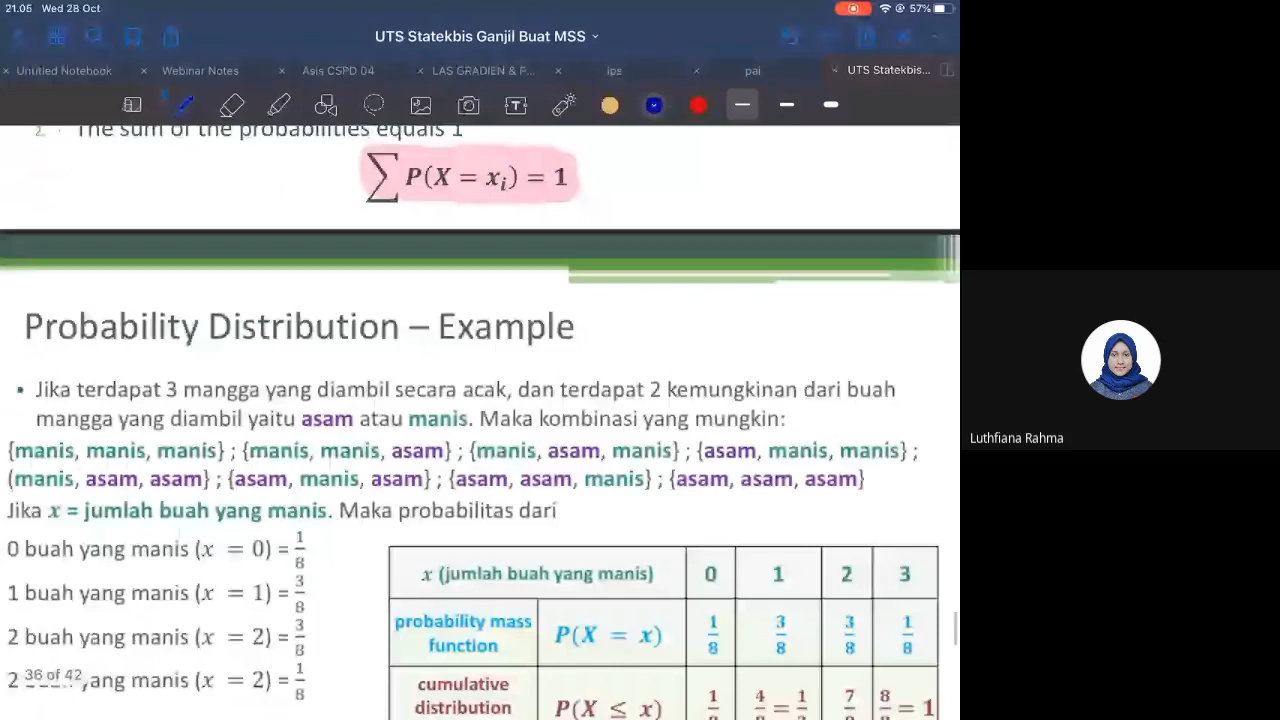 21.05 Wed 28 Oct
57%
UTS Statekbis Ganjil Buat MSS
Untitled Notebook
Webinar Notes
Asis CSPD 04
LAS GRADIEN & F...
ips
pai
UTS Statekbis...
2. The sum of the probabilities equals 1
∑ P(X = xᵢ) = 1
Probability Distribution – Example
• Jika terdapat 3 mangga yang diambil secara acak, dan terdapat 2 kemungkinan dari buah
mangga yang diambil yaitu asam atau manis. Maka kombinasi yang mungkin:
{manis, manis, manis} ; {manis, manis, asam} ; {manis, asam, manis} ; {asam, manis, manis} ;
{manis, asam, asam} ; {asam, manis, asam} ; {asam, asam, manis} ; {asam, asam, asam}
Jika x = jumlah buah yang manis. Maka probabilitas dari
0 buah yang manis (x = 0) = 1/8
1 buah yang manis (x = 1) = 3/8
2 buah yang manis (x = 2) = 3/8
2 36 of 42 ang manis (x = 2) = 1/8
x (jumlah buah yang manis) 0 1 2 3
probability mass function P(X = x) 1/8 3/8 3/8 1/8
cumulative distribution P(X ≤ x) 4/8 = 7/ 8/8 = 1
Luthfiana Rahma